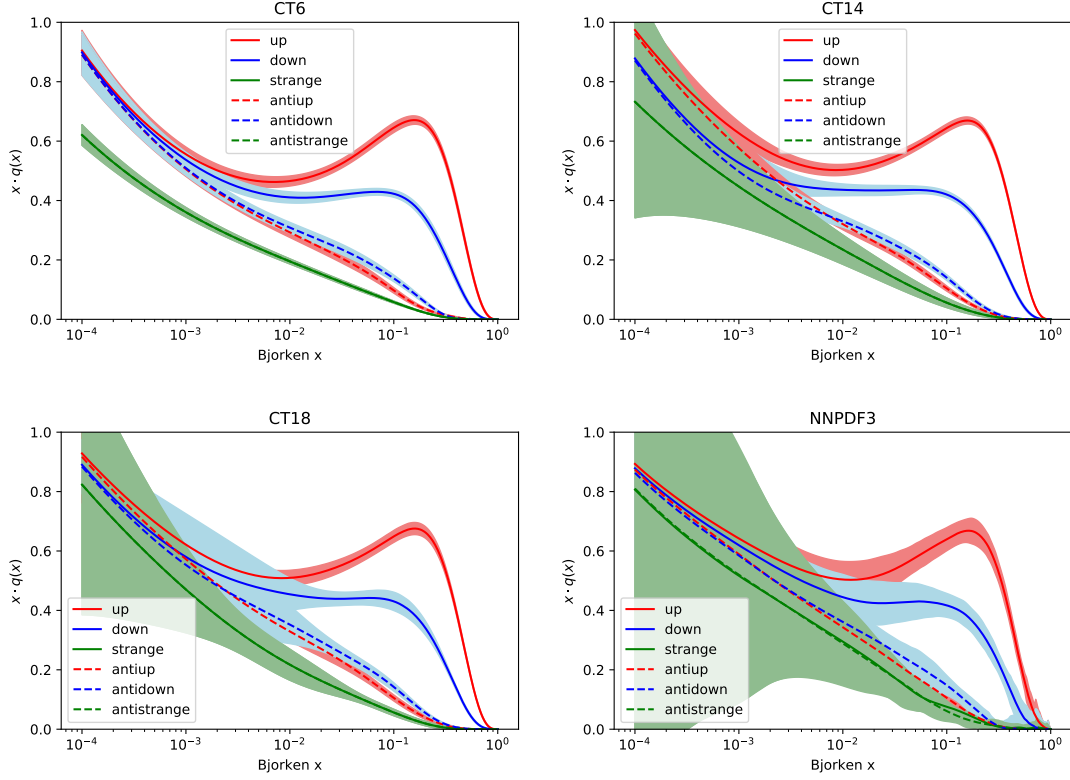 CT6
1.0
0.8
0.6
0.4
0.2
0.0
x · q(x)
up
down
strange
antiup
antidown
antistrange
10⁻⁴
10⁻³
10⁻²
10⁻¹
10⁰
Bjorken x
CT14
1.0
0.8
0.6
0.4
0.2
0.0
x · q(x)
up
down
strange
antiup
antidown
antistrange
10⁻⁴
10⁻³
10⁻²
10⁻¹
10⁰
Bjorken x
CT18
1.0
0.8
0.6
0.4
0.2
0.0
x · q(x)
up
down
strange
antiup
antidown
antistrange
10⁻⁴
10⁻³
10⁻²
10⁻¹
10⁰
Bjorken x
NNPDF3
1.0
0.8
0.6
0.4
0.2
0.0
x · q(x)
up
down
strange
antiup
antidown
antistrange
10⁻⁴
10⁻³
10⁻²
10⁻¹
10⁰
Bjorken x